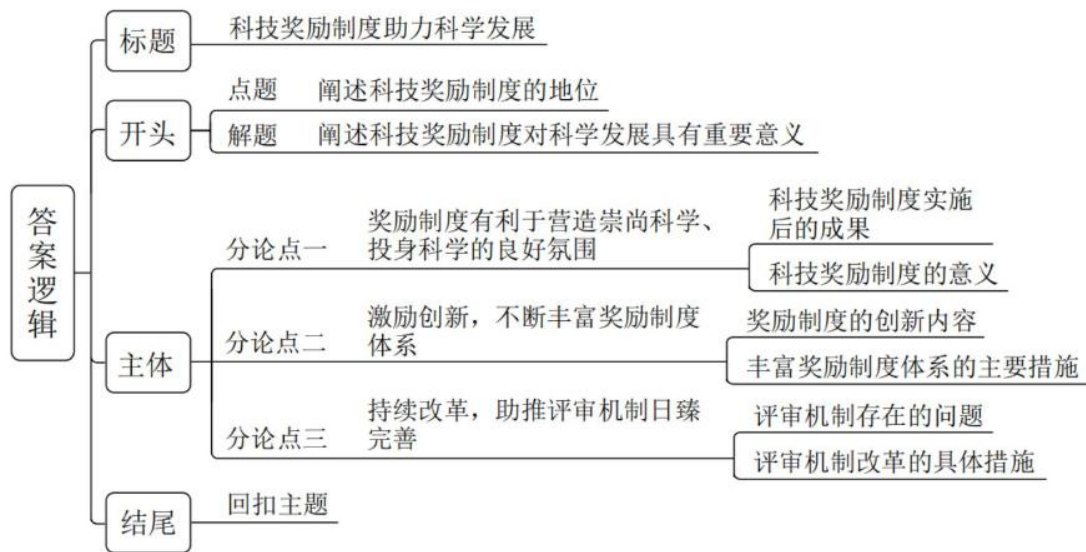 答案逻辑
标题
科技奖励制度助力科学发展
开头
点题 阐述科技奖励制度的地位
解题 阐述科技奖励制度对科学发展具有重要意义
主体
分论点一
奖励制度有利于营造崇尚科学、
投身科学的良好氛围
科技奖励制度实施
后的成果
科技奖励制度的意义
分论点二
激励创新，不断丰富奖励制度
体系
奖励制度的创新内容
丰富奖励制度体系的主要措施
分论点三
持续改革，助推评审机制日臻
完善
评审机制存在的问题
评审机制改革的具体措施
结尾
回扣主题